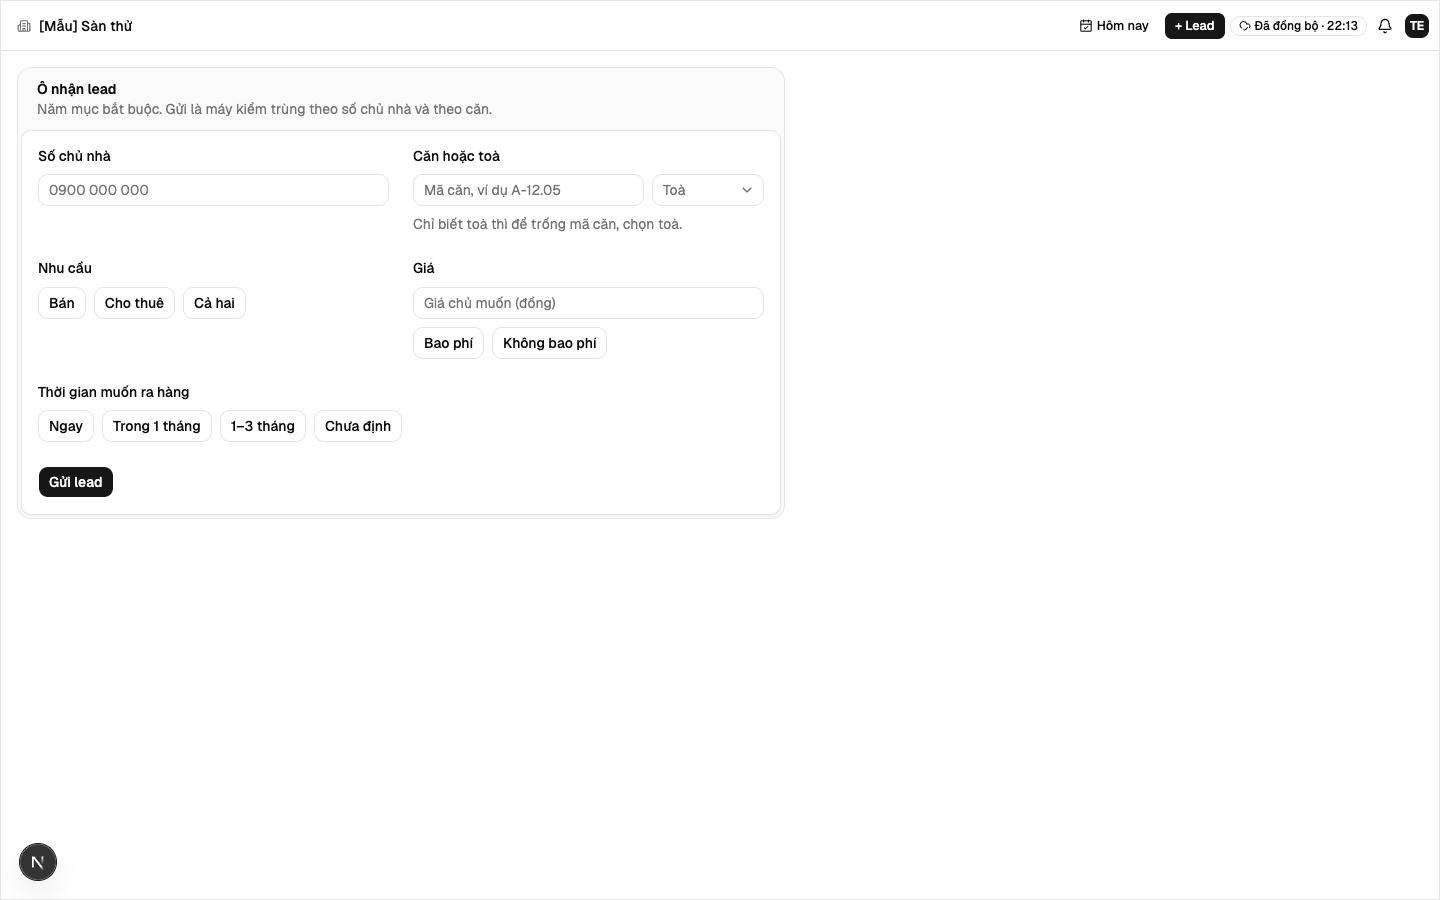 [Mẫu] Sàn thử
Hôm nay
+ Lead
Đã đồng bộ · 22:13
TE
Ô nhận lead
Năm mục bắt buộc. Gửi là máy kiểm trùng theo số chủ nhà và theo căn.
Số chủ nhà
0900 000 000
Căn hoặc toà
Mã căn, ví dụ A-12.05
Toà
Chỉ biết toà thì để trống mã căn, chọn toà.
Nhu cầu
Bán
Cho thuê
Cả hai
Giá
Giá chủ muốn (đồng)
Bao phí
Không bao phí
Thời gian muốn ra hàng
Ngay
Trong 1 tháng
1–3 tháng
Chưa định
Gửi lead
N